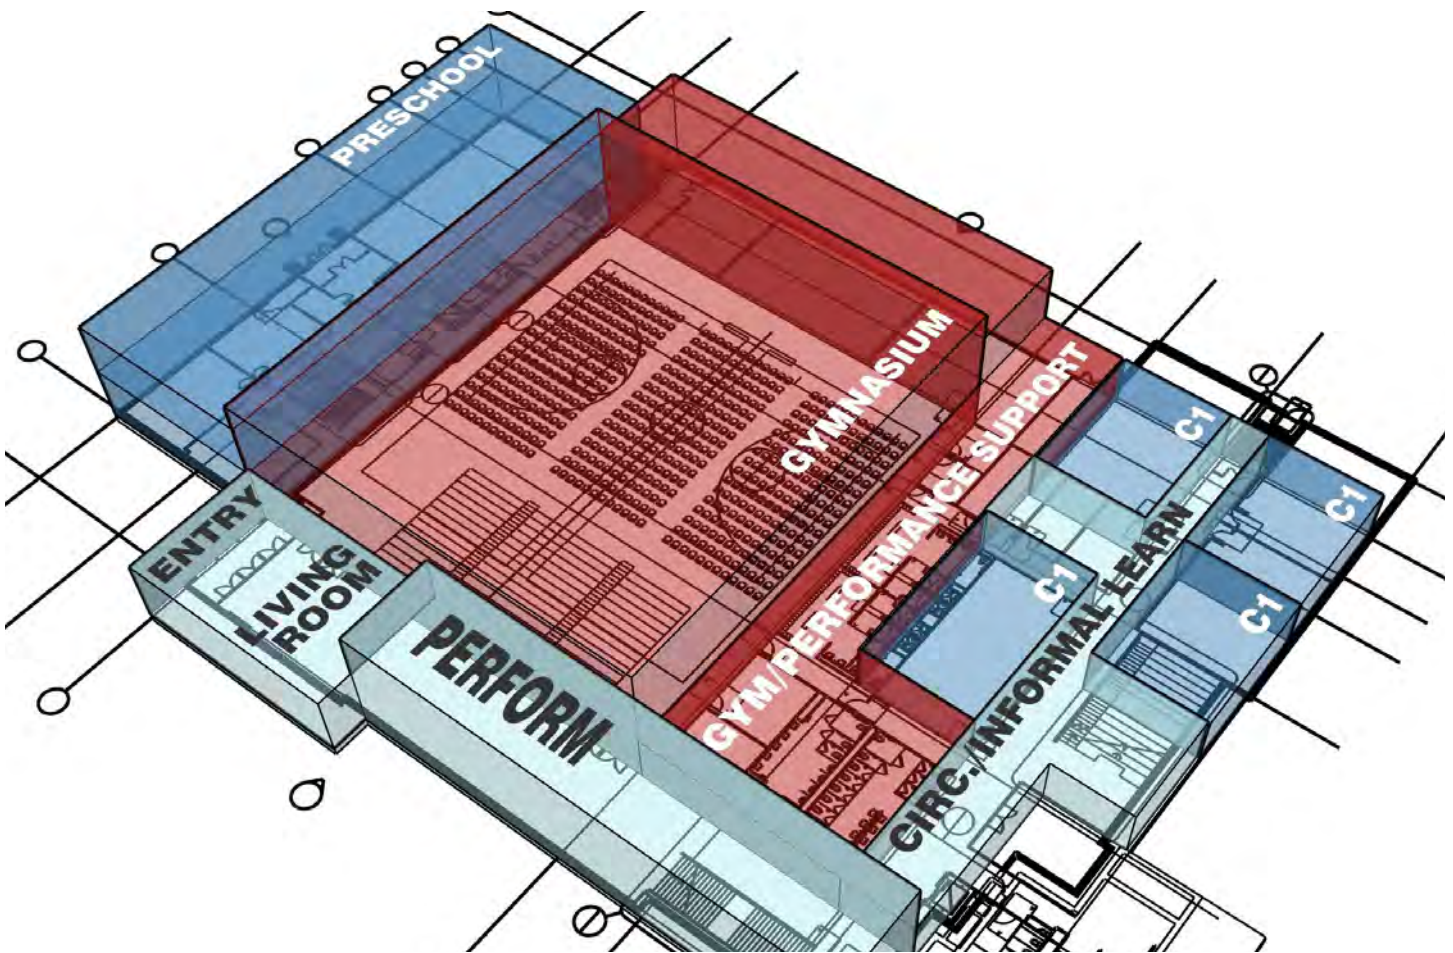 PRESCHOOL
GYMNASIUM
GYM/PERFORMANCE SUPPORT
C1
C1
C1
C1
ENTRY
LIVING
ROOM
PERFORM
CIRC./INFORMAL LEARN